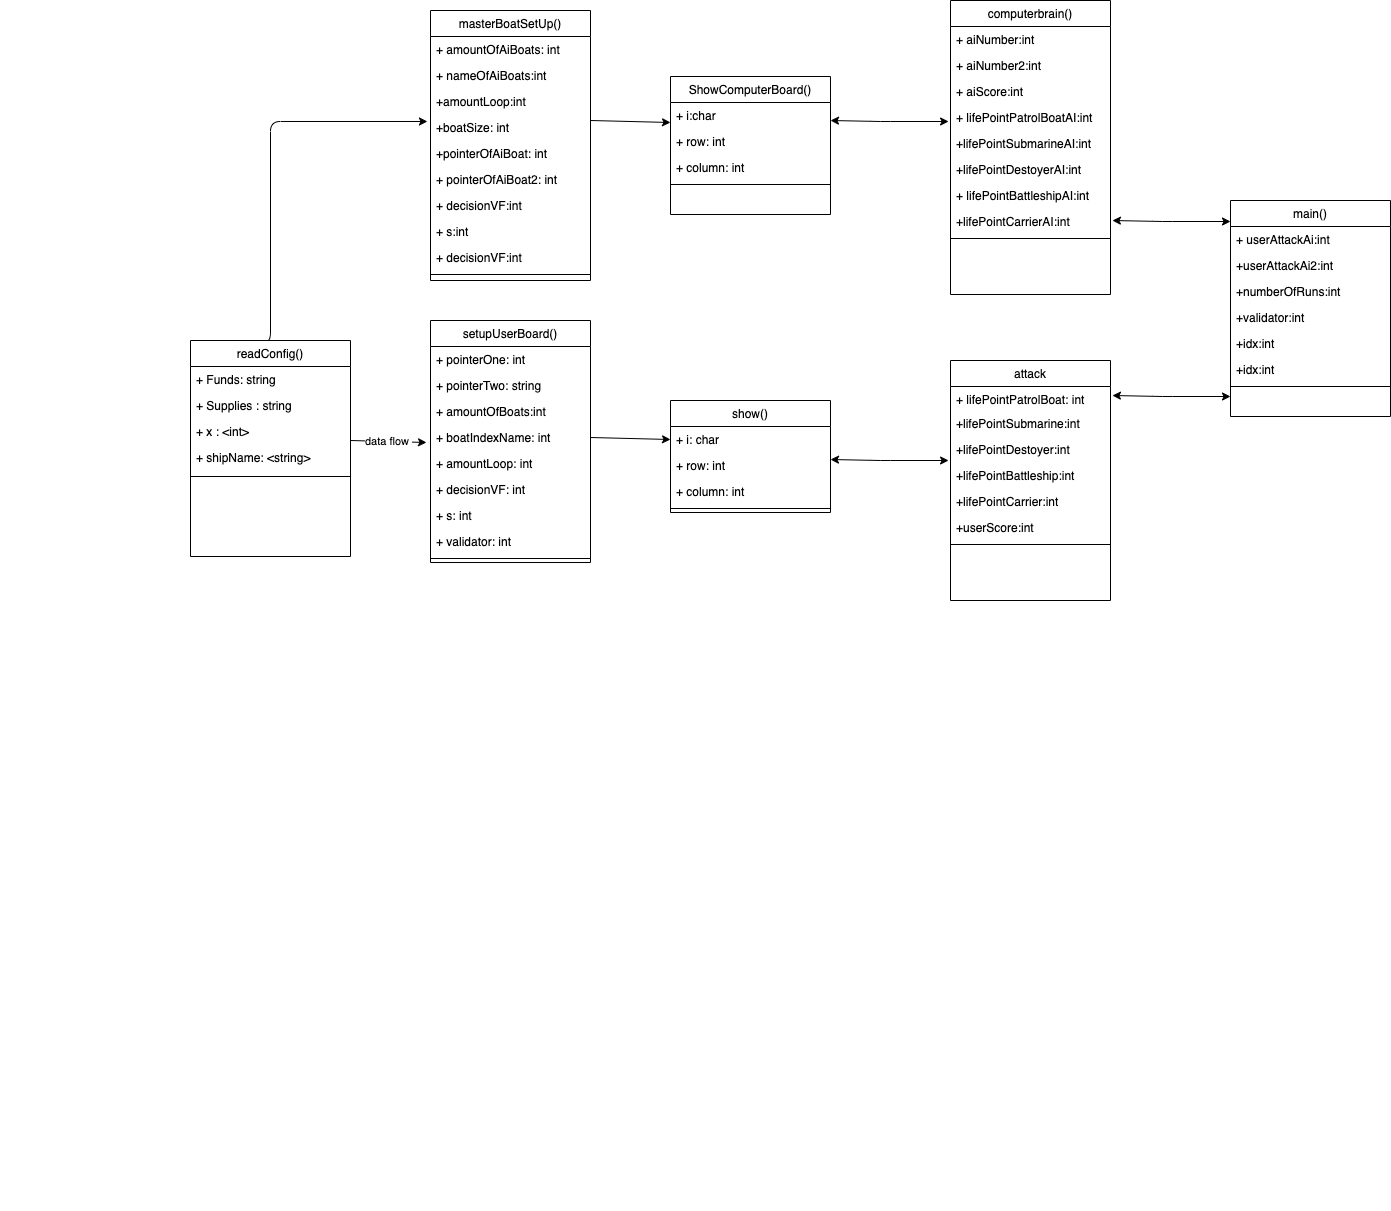 masterBoatSetUp()
+ amountOfAiBoats: int
+ nameOfAiBoats:int
+amountLoop:int
+boatSize: int
+pointerOfAiBoat: int
+ pointerOfAiBoat2: int
+ decisionVF:int
+ s:int
+ decisionVF:int
ShowComputerBoard()
+ i:char
+ row: int
+ column: int
computerbrain()
+ aiNumber:int
+ aiNumber2:int
+ aiScore:int
+ lifePointPatrolBoatAI:int
+lifePointSubmarineAI:int
+lifePointDestoyerAI:int
+ lifePointBattleshipAI:int
+lifePointCarrierAI:int
main()
+ userAttackAi:int
+userAttackAi2:int
+numberOfRuns:int
+validator:int
+idx:int
+idx:int
readConfig()
+ Funds: string
+ Supplies : string
+ x : <int>
+ shipName: <string>
data flow
setupUserBoard()
+ pointerOne: int
+ pointerTwo: string
+ amountOfBoats:int
+ boatIndexName: int
+ amountLoop: int
+ decisionVF: int
+ s: int
+ validator: int
show()
+ i: char
+ row: int
+ column: int
attack
+ lifePointPatrolBoat: int
+lifePointSubmarine:int
+lifePointDestoyer:int
+lifePointBattleship:int
+lifePointCarrier:int
+userScore:int